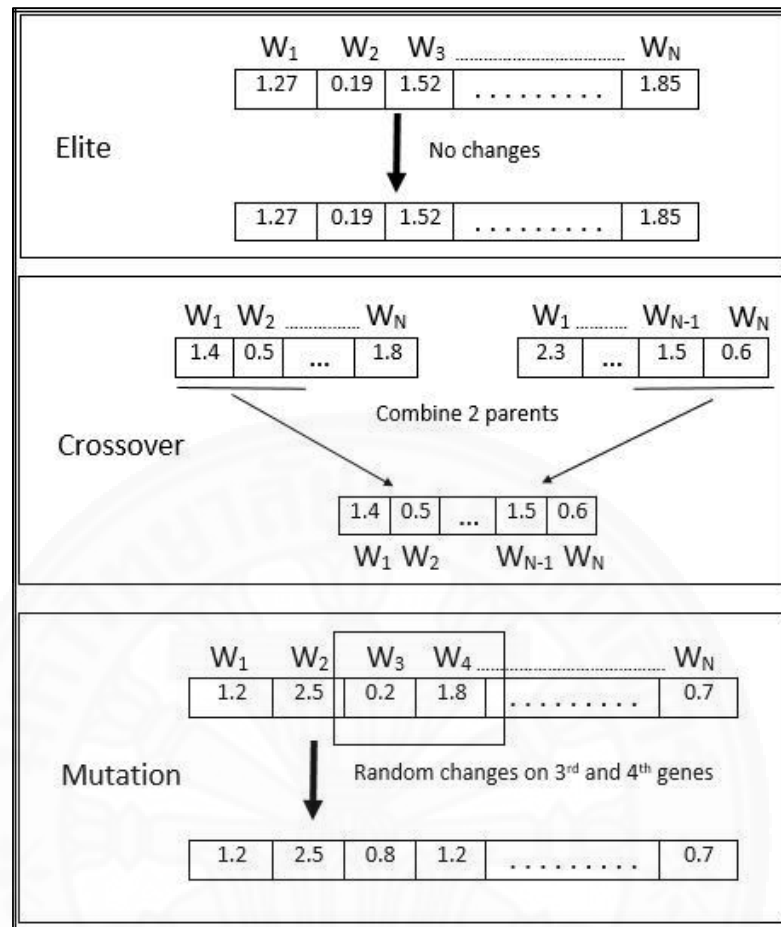 W1 W2 W3 ........................................ WN
1.27 0.19 1.52 . . . . . . . . . 1.85
Elite
No changes
1.27 0.19 1.52 . . . . . . . . . 1.85
W1 W2 ............... WN
1.4 0.5 ... 1.8
W1 .......... WN-1 WN
2.3 ... 1.5 0.6
Combine 2 parents
Crossover
1.4 0.5 ... 1.5 0.6
W1 W2 WN-1 WN
W1 W2 W3 W4 ........................................ WN
1.2 2.5 0.2 1.8 . . . . . . . . . 0.7
Mutation
Random changes on 3rd and 4th genes
1.2 2.5 0.8 1.2 . . . . . . . . . 0.7